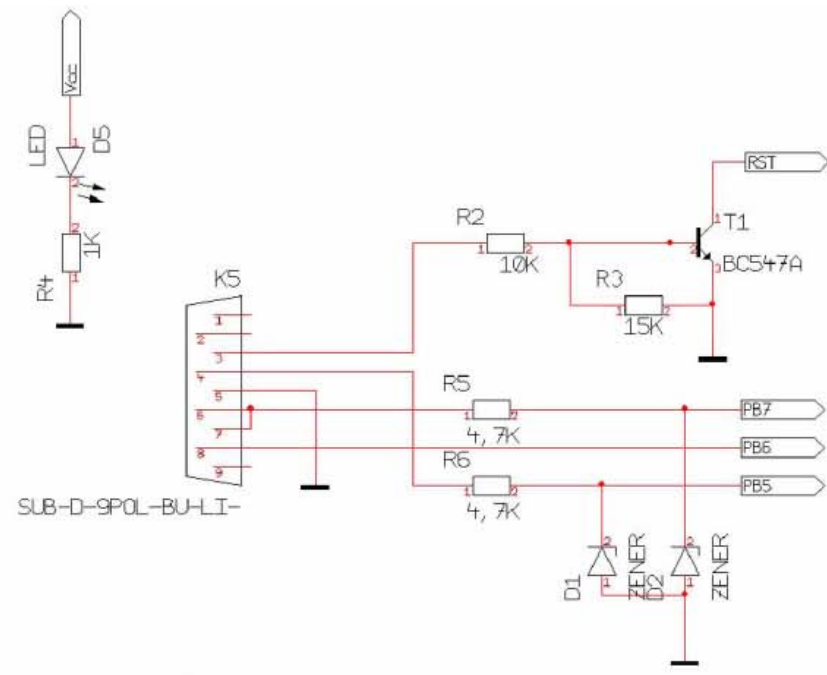 Vcc
1
LED
D5
2
2
1K
R4
1
RST
1
T1
R2
1
2
2
10K
3
BC547A
R3
1
2
15K
K5
1
2
3
4
5
6
7
8
9
SUB-D-9POL-BU-LI-
R5
1
2
4,7K
PB7
PB6
R6
1
2
4,7K
PB5
D1
2
1
ZENER
D2
2
1
ZENER